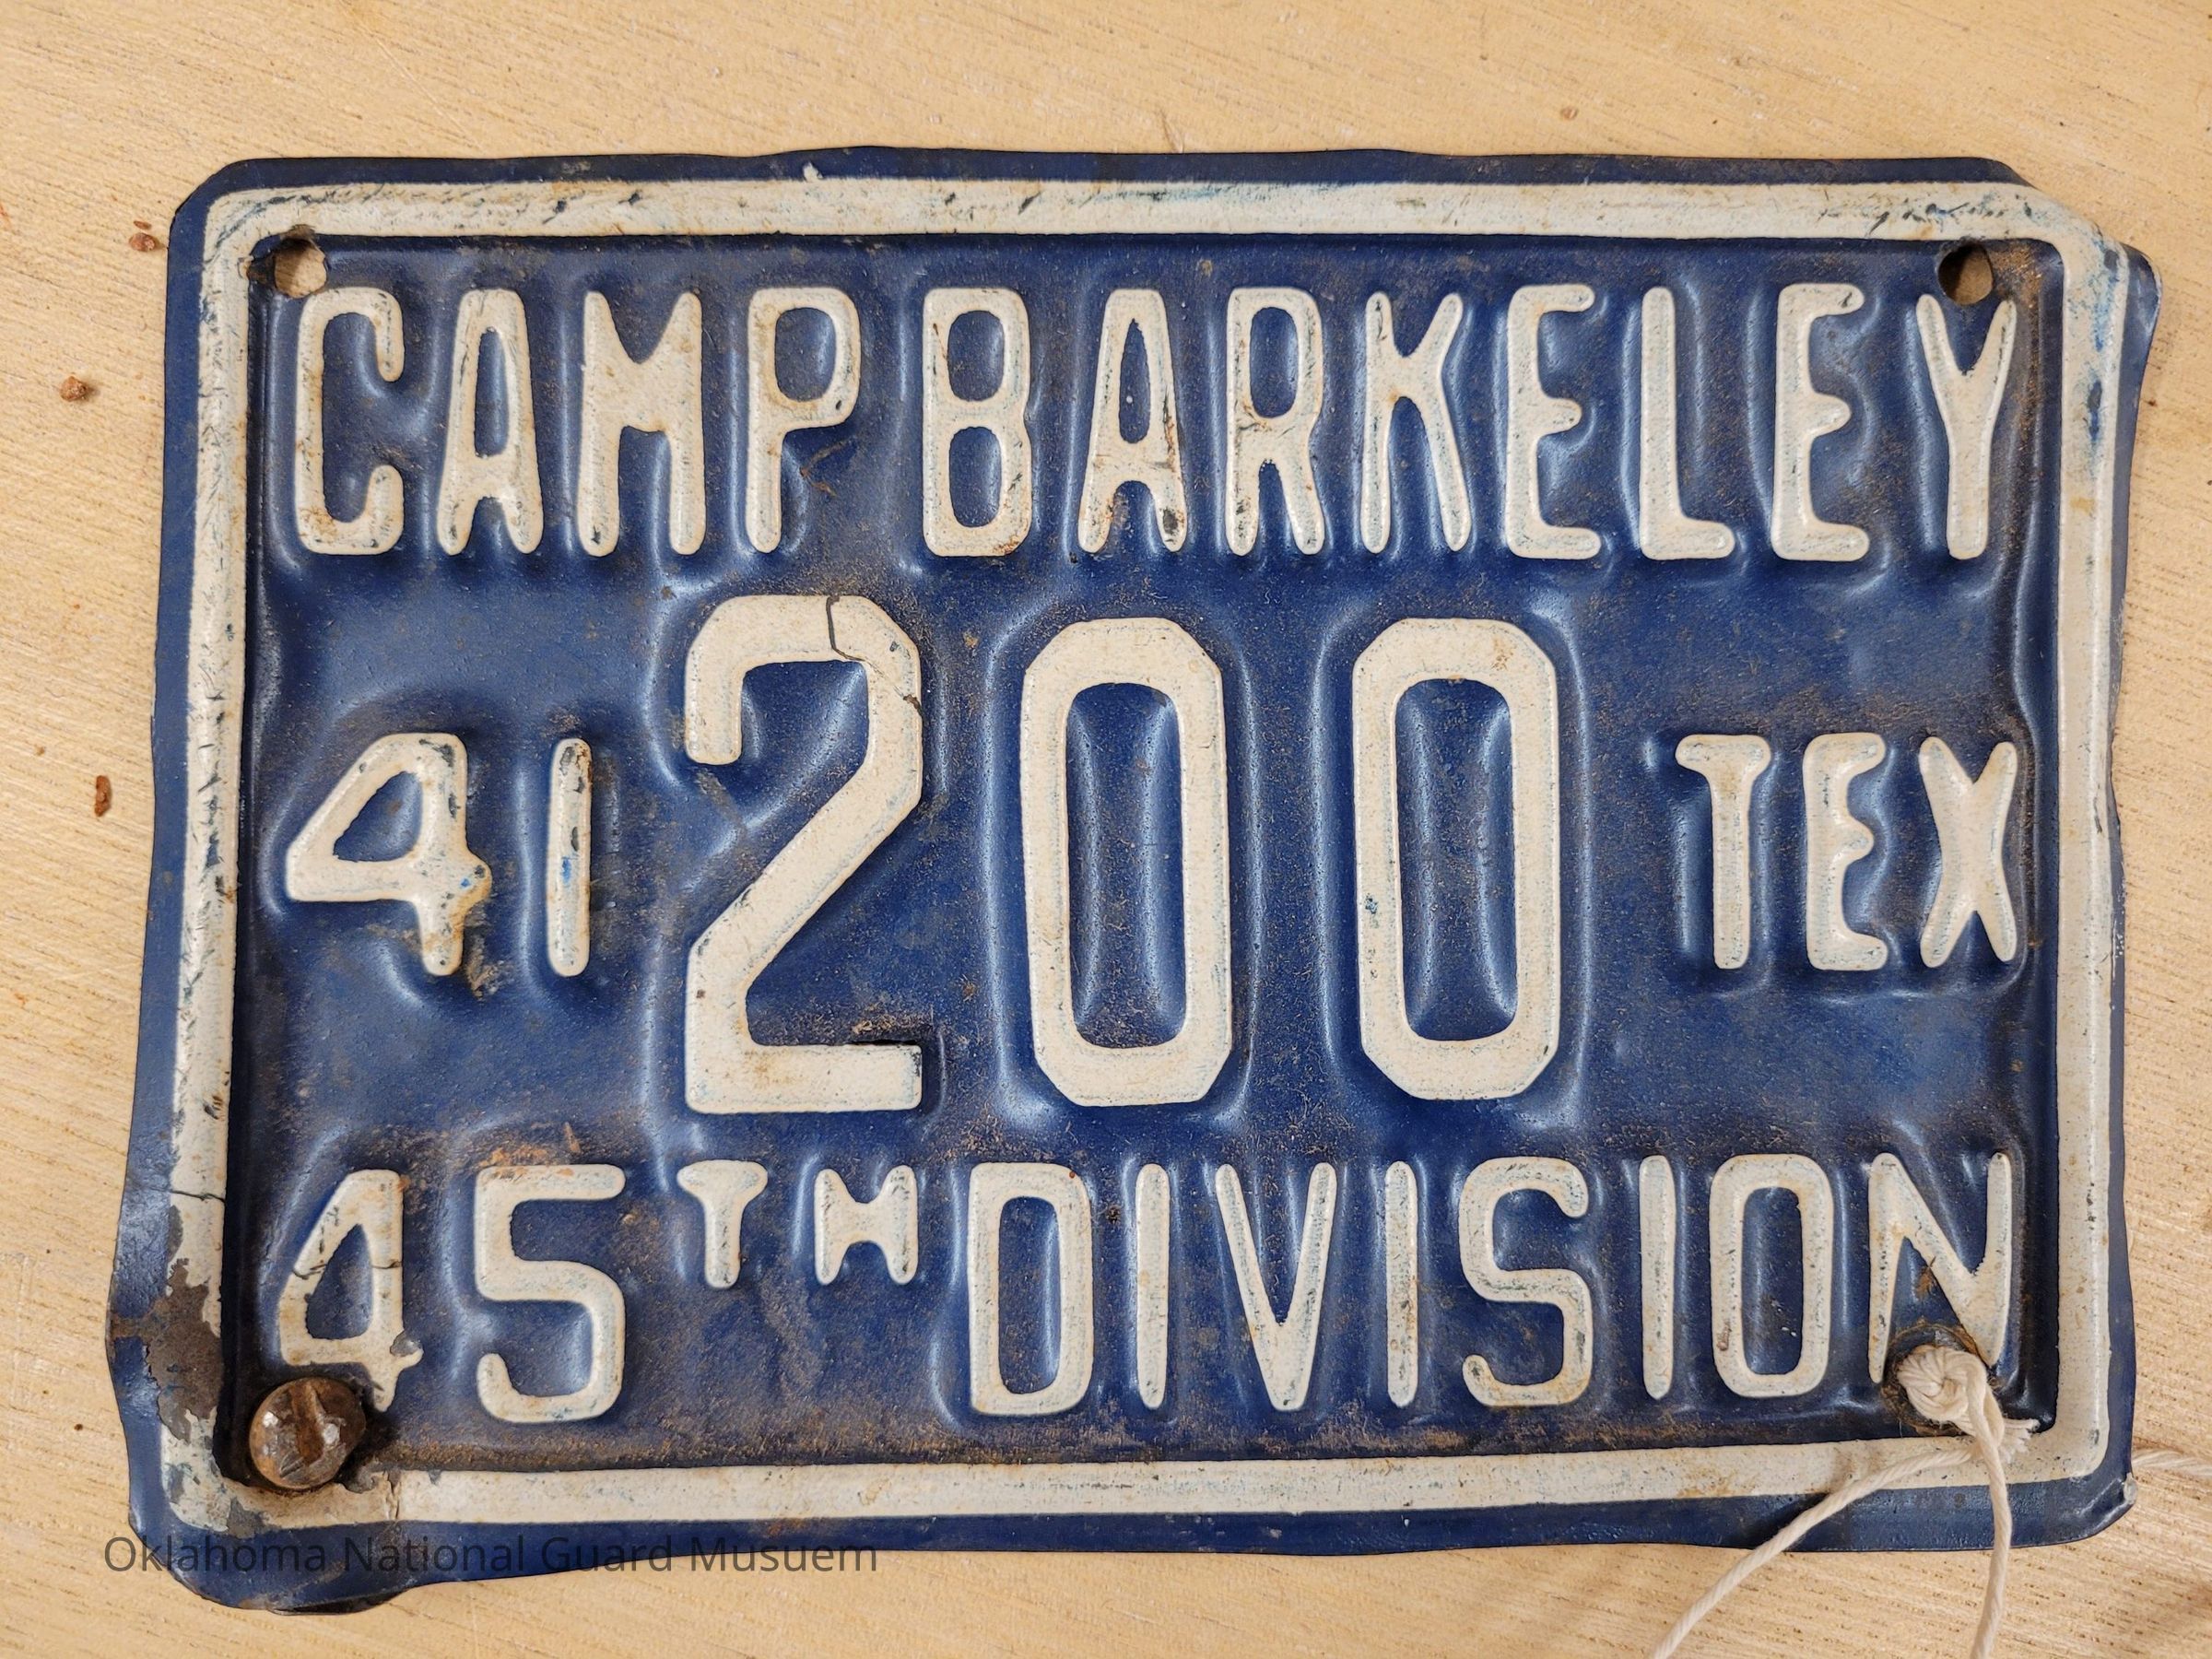 CAMP BARKELEY
41 200 TEX
45TH DIVISION
Oklahoma National Guard Musuem